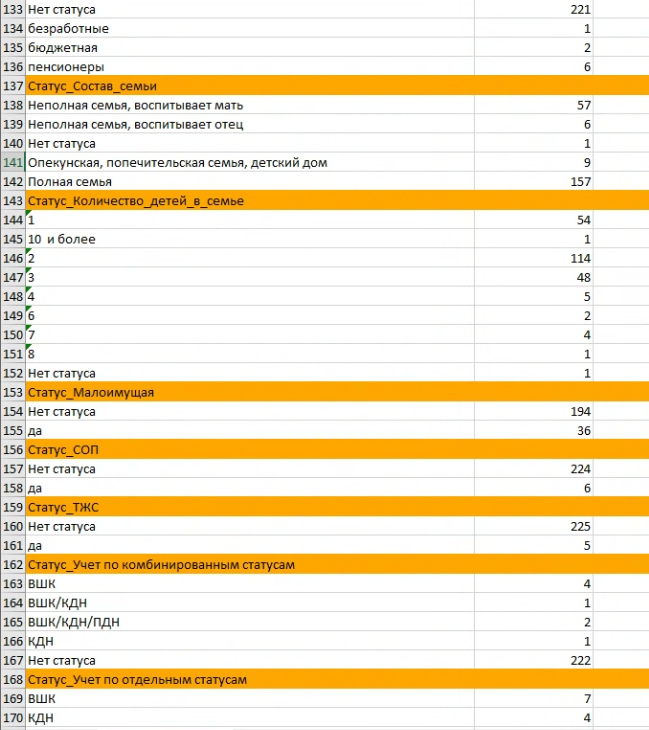 133 Нет статуса 221
134 безработные 1
135 бюджетная 2
136 пенсионеры 6
137 Статус_Состав_семьи
138 Неполная семья, воспитывает мать 57
139 Неполная семья, воспитывает отец 6
140 Нет статуса 1
141 Опекунская, попечительская семья, детский дом 9
142 Полная семья 157
143 Статус_Количество_детей_в_семье
144 1 54
145 10 и более 1
146 2 114
147 3 48
148 4 5
149 6 2
150 7 4
151 8 1
152 Нет статуса 1
153 Статус_Малоимущая
154 Нет статуса 194
155 да 36
156 Статус_СОП
157 Нет статуса 224
158 да 6
159 Статус_ТЖС
160 Нет статуса 225
161 да 5
162 Статус_Учет по комбинированным статусам
163 ВШК 4
164 ВШК/КДН 1
165 ВШК/КДН/ПДН 2
166 КДН 1
167 Нет статуса 222
168 Статус_Учет по отдельным статусам
169 ВШК 7
170 КДН 4